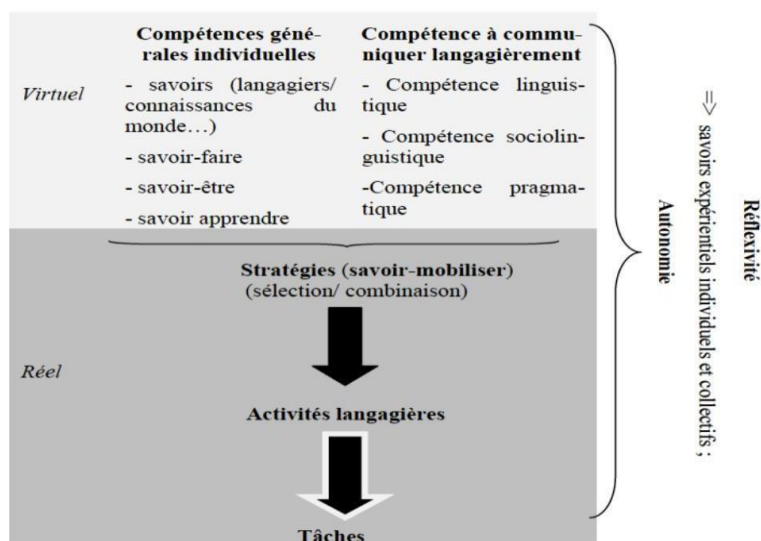 Compétences géné-
rales individuelles
Compétence à commu-
niquer langagièrement
Virtuel
- savoirs (langagiers/
connaissances du
monde…)
- savoir-faire
- savoir-être
- savoir apprendre
- Compétence linguis-
tique
- Compétence sociolin-
guistique
-Compétence pragma-
tique
Stratégies (savoir-mobiliser)
(sélection/ combinaison)
Réel
Activités langagières
Tâches
Réflexivité
=> savoirs expérientiels individuels et collectifs ;
Autonomie